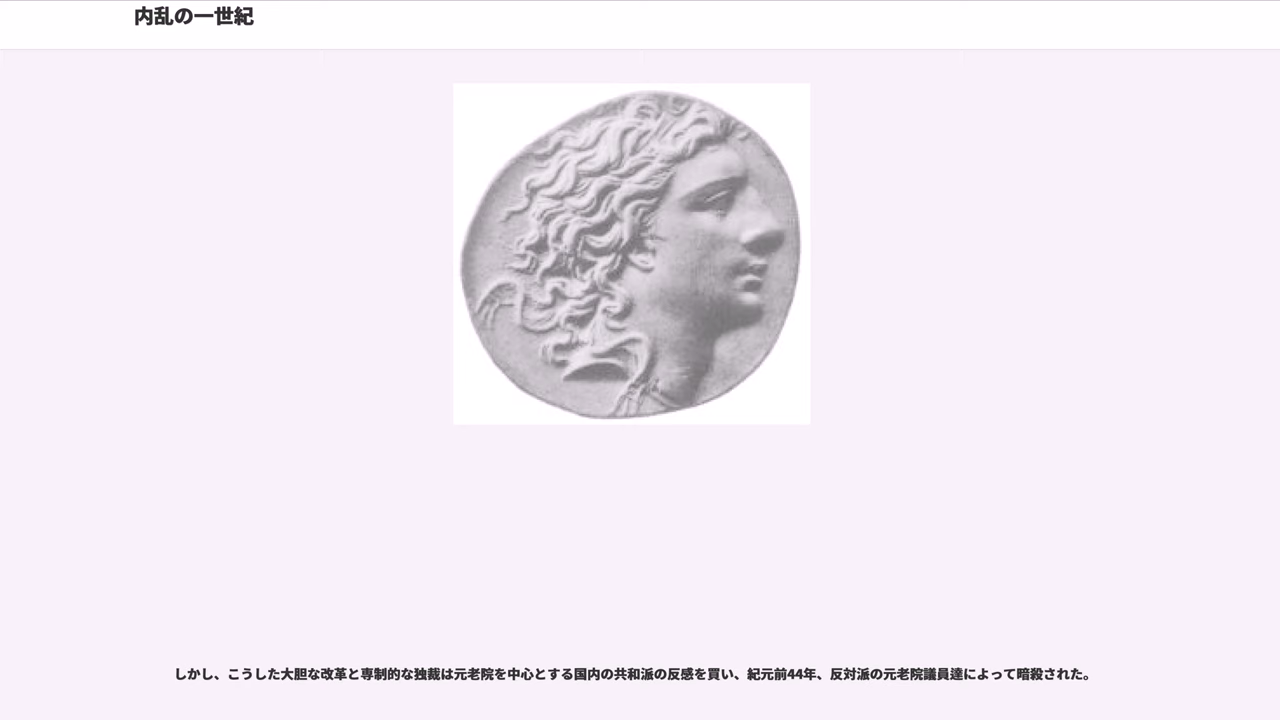 内乱の一世紀
しかし、こうした大胆な改革と専制的な独裁は元老院を中心とする国内の共和派の反感を買い、紀元前44年、反対派の元老院議員達によって暗殺された。